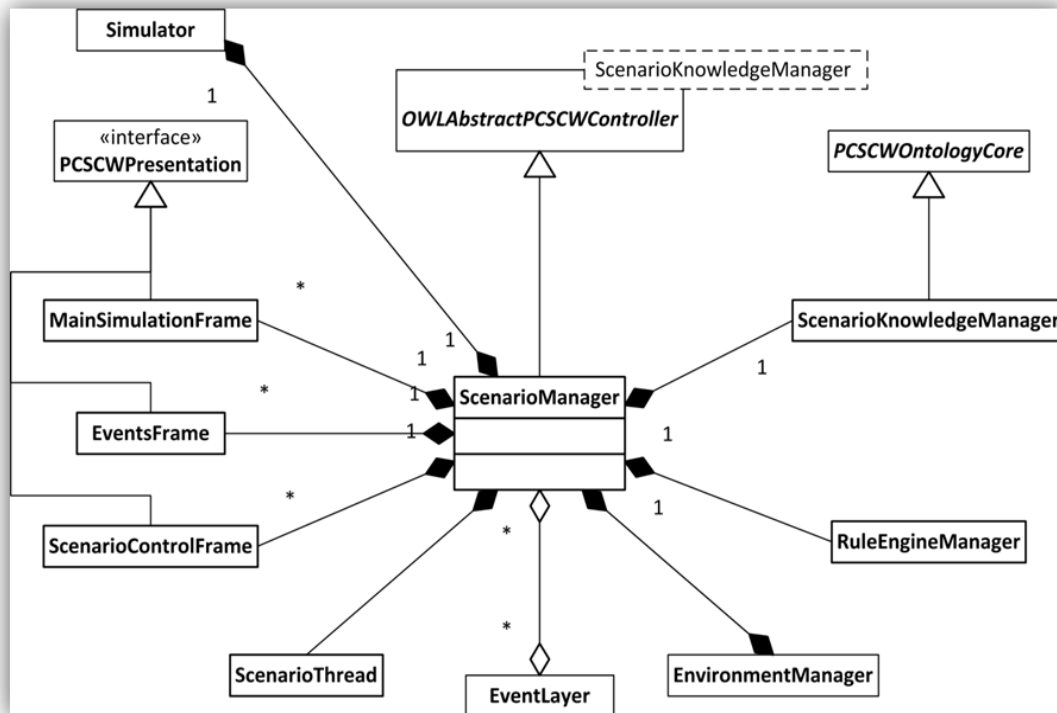 Simulator
1
ScenarioKnowledgeManager
OWLAbstractPCSCWController
«interface»
PCSCWPresentation
PCSCWOntologyCore
*
MainSimulationFrame
ScenarioKnowledgeManager
1
1
1
*
1
ScenarioManager
EventsFrame
1
1
*
1
ScenarioControlFrame
*
RuleEngineManager
*
ScenarioThread
EventLayer
EnvironmentManager